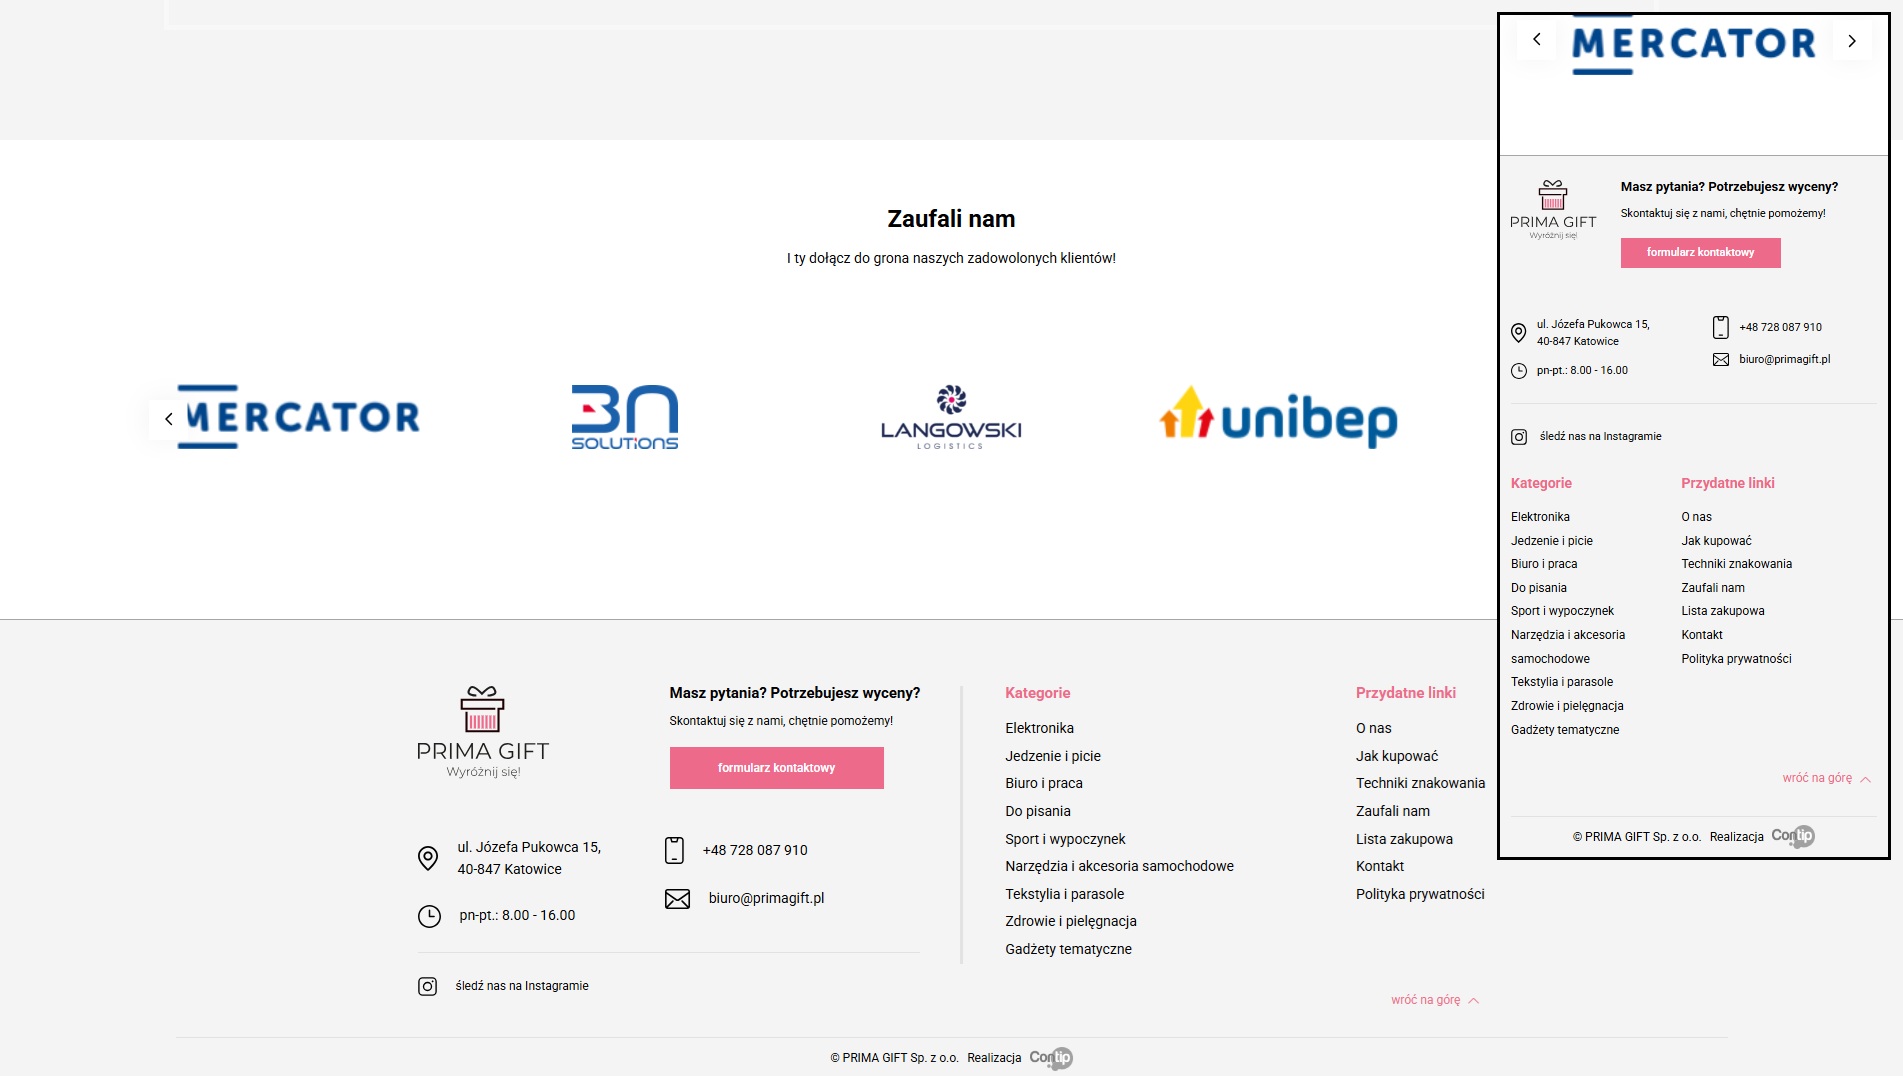 Zaufali nam
I ty dołącz do grona naszych zadowolonych klientów!
MERCATOR
3N
SOLUTIONS
LANGOWSKI
LOGISTICS
unibep
PRIMA GIFT
Wyróżnij się!
Masz pytania? Potrzebujesz wyceny?
Skontaktuj się z nami, chętnie pomożemy!
formularz kontaktowy
ul. Józefa Pukowca 15,
40-847 Katowice
pn-pt.: 8.00 - 16.00
+48 728 087 910
biuro@primagift.pl
śledź nas na Instagramie
Kategorie
Elektronika
Jedzenie i picie
Biuro i praca
Do pisania
Sport i wypoczynek
Narzędzia i akcesoria samochodowe
Tekstylia i parasole
Zdrowie i pielęgnacja
Gadżety tematyczne
Przydatne linki
O nas
Jak kupować
Techniki znakowania
Zaufali nam
Lista zakupowa
Kontakt
Polityka prywatności
wróć na górę
© PRIMA GIFT Sp. z o.o. Realizacja Contip
MERCATOR
PRIMA GIFT
Wyróżnij się!
Masz pytania? Potrzebujesz wyceny?
Skontaktuj się z nami, chętnie pomożemy!
formularz kontaktowy
ul. Józefa Pukowca 15,
40-847 Katowice
pn-pt.: 8.00 - 16.00
+48 728 087 910
biuro@primagift.pl
śledź nas na Instagramie
Kategorie
Elektronika
Jedzenie i picie
Biuro i praca
Do pisania
Sport i wypoczynek
Narzędzia i akcesoria
samochodowe
Tekstylia i parasole
Zdrowie i pielęgnacja
Gadżety tematyczne
Przydatne linki
O nas
Jak kupować
Techniki znakowania
Zaufali nam
Lista zakupowa
Kontakt
Polityka prywatności
wróć na górę
© PRIMA GIFT Sp. z o.o. Realizacja Contip